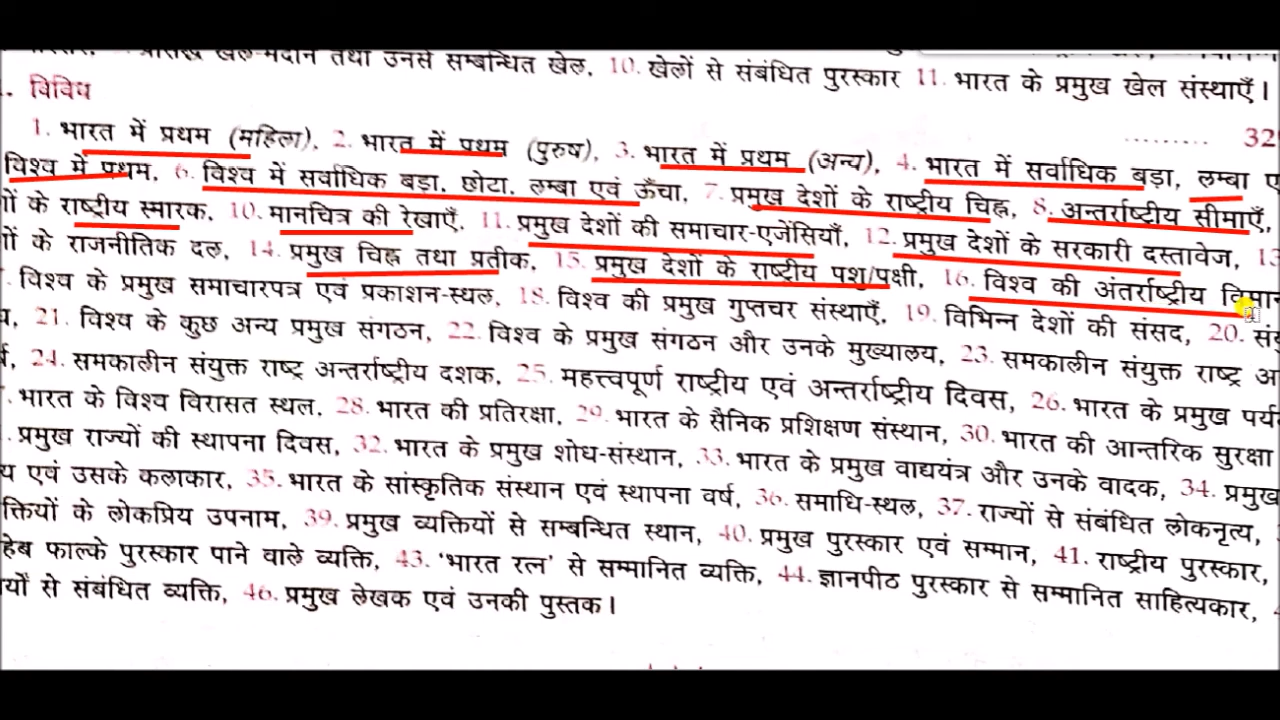 प्रसिद्ध खेल-मैदान तथा उनसे सम्बन्धित खेल, 10. खेलों से संबंधित पुरस्कार 11. भारत के प्रमुख खेल संस्थाएँ।
. विविध
......... 32
1. भारत में प्रथम (महिला), 2. भारत में प्रथम (पुरुष), 3. भारत में प्रथम (अन्य), 4. भारत में सर्वाधिक बड़ा, लम्बा ए
विश्व में प्रथम, 6. विश्व में सर्वाधिक बड़ा, छोटा, लम्बा एवं ऊँचा, 7. प्रमुख देशों के राष्ट्रीय चिह्न, 8. अन्तर्राष्ट्रीय सीमाएँ,
ों के राष्ट्रीय स्मारक, 10. मानचित्र की रेखाएँ, 11. प्रमुख देशों की समाचार-एजेंसियाँ, 12. प्रमुख देशों के सरकारी दस्तावेज, 13
ों के राजनीतिक दल, 14. प्रमुख चिह्न तथा प्रतीक, 15. प्रमुख देशों के राष्ट्रीय पशु/पक्षी, 16. विश्व की अंतर्राष्ट्रीय विमान
. विश्व के प्रमुख समाचारपत्र एवं प्रकाशन-स्थल, 18. विश्व की प्रमुख गुप्तचर संस्थाएँ, 19. विभिन्न देशों की संसद, 20. सं
य, 21. विश्व के कुछ अन्य प्रमुख संगठन, 22. विश्व के प्रमुख संगठन और उनके मुख्यालय, 23. समकालीन संयुक्त राष्ट्र अ
र्ष, 24. समकालीन संयुक्त राष्ट्र अन्तर्राष्ट्रीय दशक, 25. महत्त्वपूर्ण राष्ट्रीय एवं अन्तर्राष्ट्रीय दिवस, 26. भारत के प्रमुख पर्य
. भारत के विश्व विरासत स्थल, 28. भारत की प्रतिरक्षा, 29. भारत के सैनिक प्रशिक्षण संस्थान, 30. भारत की आन्तरिक सुरक्षा
. प्रमुख राज्यों की स्थापना दिवस, 32. भारत के प्रमुख शोध-संस्थान, 33. भारत के प्रमुख वाद्ययंत्र और उनके वादक, 34. प्रमुख
य एवं उसके कलाकार, 35. भारत के सांस्कृतिक संस्थान एवं स्थापना वर्ष, 36. समाधि-स्थल, 37. राज्यों से संबंधित लोकनृत्य,
क्तियों के लोकप्रिय उपनाम, 39. प्रमुख व्यक्तियों से सम्बन्धित स्थान, 40. प्रमुख पुरस्कार एवं सम्मान, 41. राष्ट्रीय पुरस्कार,
हेब फाल्के पुरस्कार पाने वाले व्यक्ति, 43. 'भारत रत्न' से सम्मानित व्यक्ति, 44. ज्ञानपीठ पुरस्कार से सम्मानित साहित्यकार,
यों से संबंधित व्यक्ति, 46. प्रमुख लेखक एवं उनकी पुस्तक।